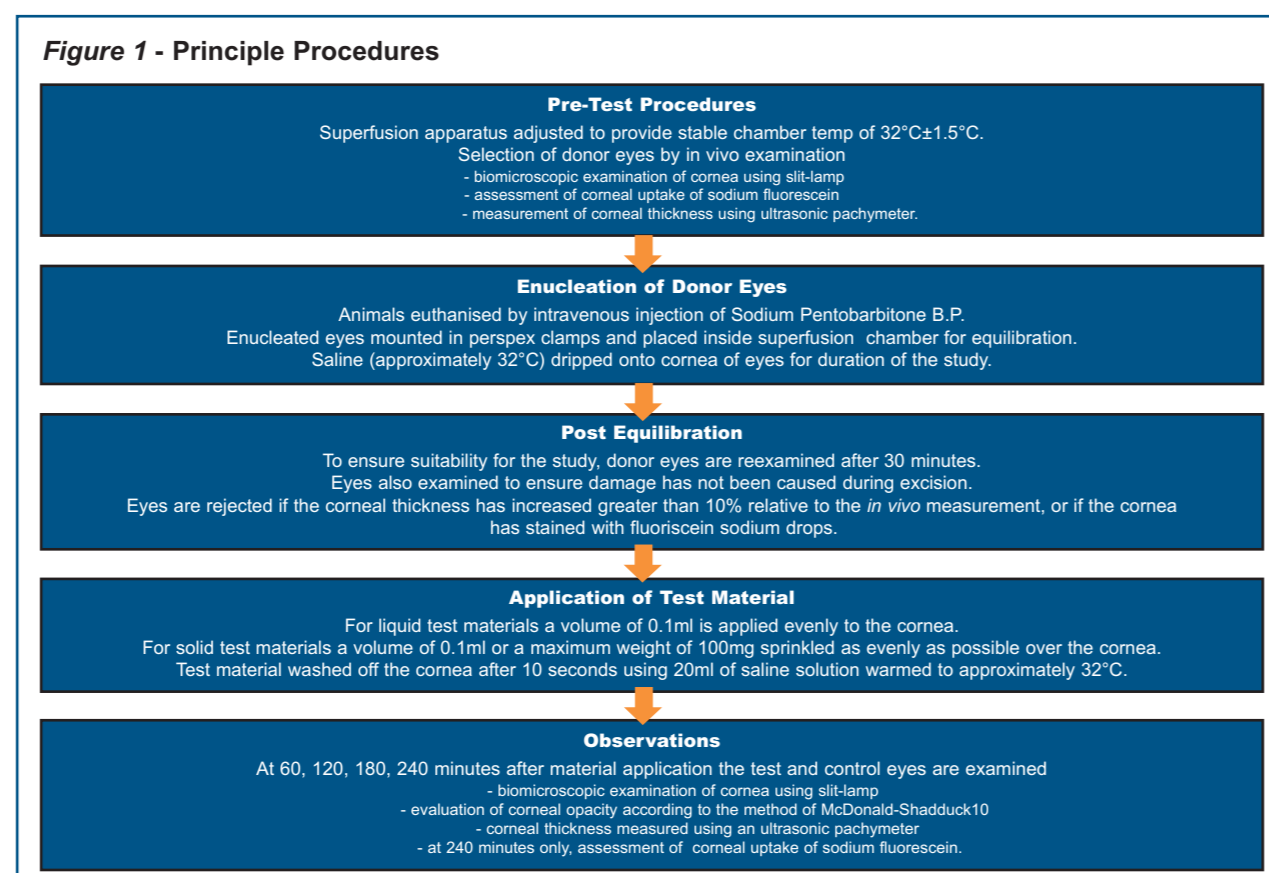 Figure 1 - Principle Procedures
Pre-Test Procedures
Superfusion apparatus adjusted to provide stable chamber temp of 32°C±1.5°C.
Selection of donor eyes by in vivo examination
- biomicroscopic examination of cornea using slit-lamp
- assessment of corneal uptake of sodium fluorescein
- measurement of corneal thickness using ultrasonic pachymeter.
Enucleation of Donor Eyes
Animals euthanised by intravenous injection of Sodium Pentobarbitone B.P.
Enucleated eyes mounted in perspex clamps and placed inside superfusion chamber for equilibration.
Saline (approximately 32°C) dripped onto cornea of eyes for duration of the study.
Post Equilibration
To ensure suitability for the study, donor eyes are reexamined after 30 minutes.
Eyes also examined to ensure damage has not been caused during excision.
Eyes are rejected if the corneal thickness has increased greater than 10% relative to the in vivo measurement, or if the cornea
has stained with fluoriscein sodium drops.
Application of Test Material
For liquid test materials a volume of 0.1ml is applied evenly to the cornea.
For solid test materials a volume of 0.1ml or a maximum weight of 100mg sprinkled as evenly as possible over the cornea.
Test material washed off the cornea after 10 seconds using 20ml of saline solution warmed to approximately 32°C.
Observations
At 60, 120, 180, 240 minutes after material application the test and control eyes are examined
- biomicroscopic examination of cornea using slit-lamp
- evaluation of corneal opacity according to the method of McDonald-Shadduck10
- corneal thickness measured using an ultrasonic pachymeter
- at 240 minutes only, assessment of corneal uptake of sodium fluorescein.